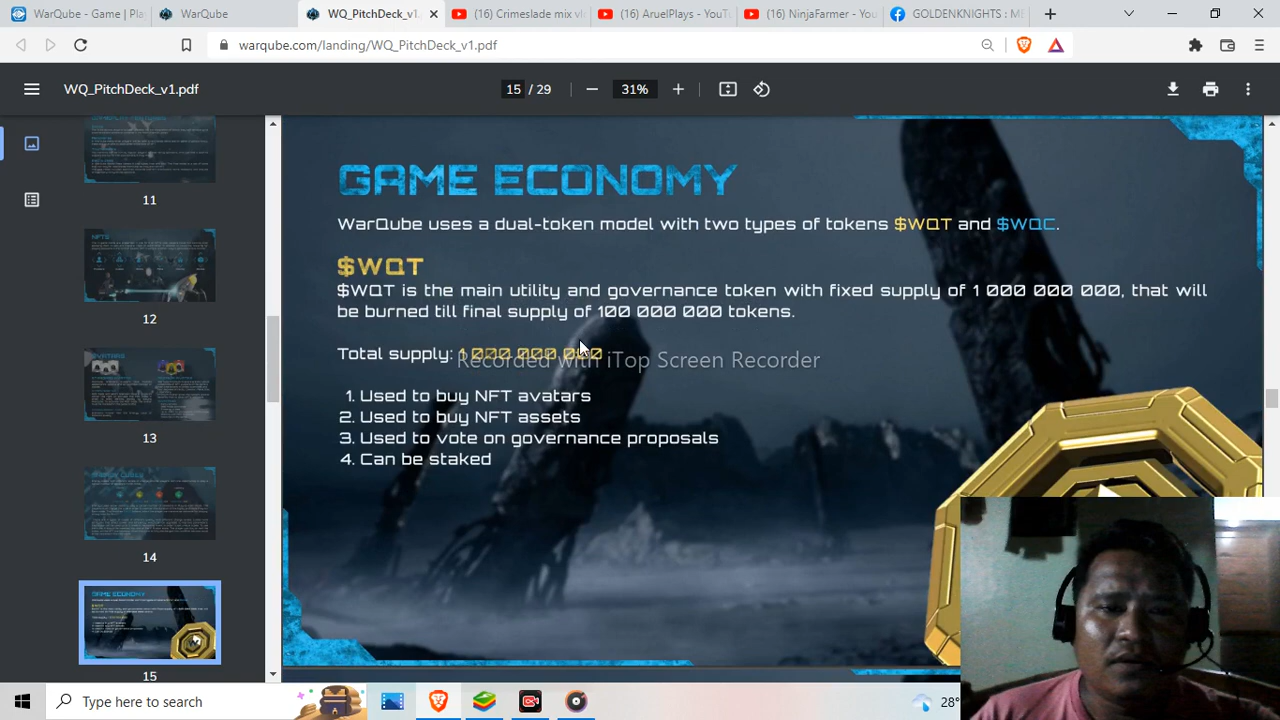 WarQube - Game | Pla
WarQube
WQ_PitchDeck_v1.
(16) Crimeslade mix vl
(16) AruelPlays - YouTu
(16) NinjaFarmer - You
GOLDENKNIGHTS : M
warqube.com/landing/WQ_PitchDeck_v1.pdf
WQ_PitchDeck_v1.pdf
15 / 29
31%
11
12
13
14
15
GAME ECONOMY
WarQube uses a dual-token model with two types of tokens $WQT and $WQC.
$WQT
$WQT is the main utility and governance token with fixed supply of 1 000 000 000, that will
be burned till final supply of 100 000 000 tokens.
Total supply: 1 000 000 000
Recorded with iTop Screen Recorder
1. Used to buy NFT avatars
2. Used to buy NFT assets
3. Used to vote on governance proposals
4. Can be staked
Type here to search
28°